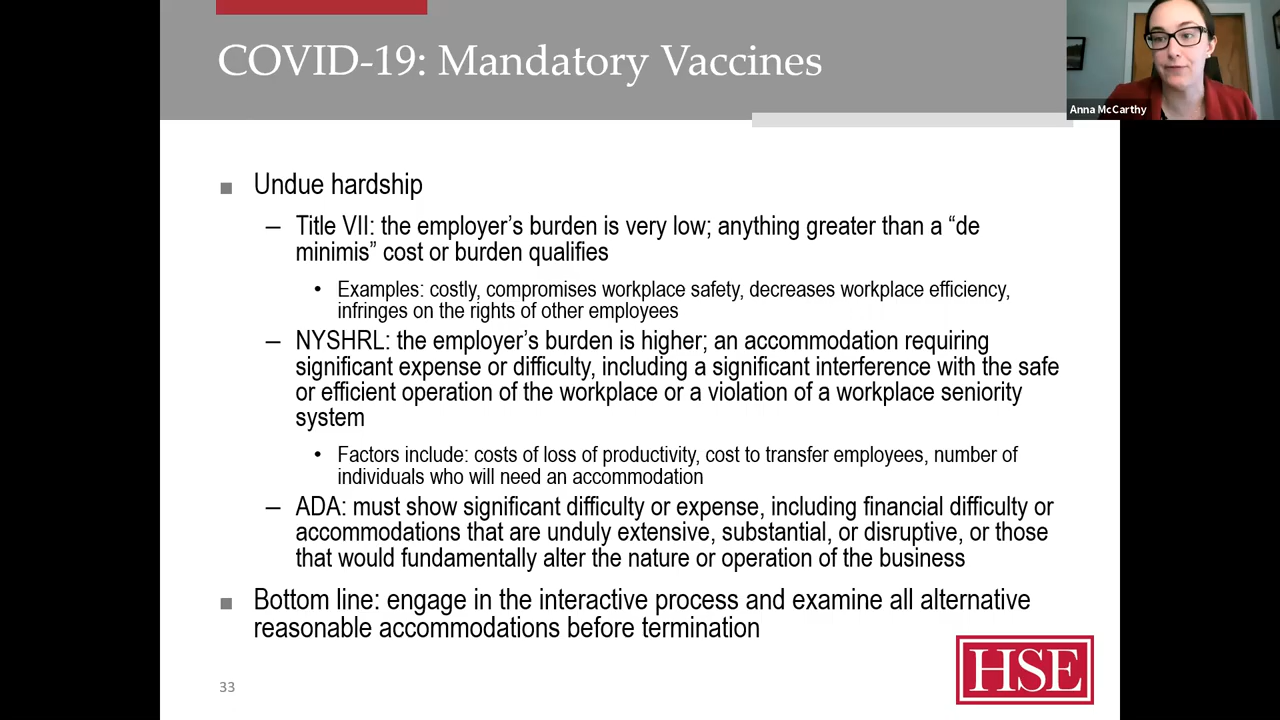 COVID-19: Mandatory Vaccines
Anna McCarthy
■ Undue hardship
– Title VII: the employer’s burden is very low; anything greater than a “de
minimis” cost or burden qualifies
• Examples: costly, compromises workplace safety, decreases workplace efficiency,
infringes on the rights of other employees
– NYSHRL: the employer’s burden is higher; an accommodation requiring
significant expense or difficulty, including a significant interference with the safe
or efficient operation of the workplace or a violation of a workplace seniority
system
• Factors include: costs of loss of productivity, cost to transfer employees, number of
individuals who will need an accommodation
– ADA: must show significant difficulty or expense, including financial difficulty or
accommodations that are unduly extensive, substantial, or disruptive, or those
that would fundamentally alter the nature or operation of the business
■ Bottom line: engage in the interactive process and examine all alternative
reasonable accommodations before termination
33
HSE